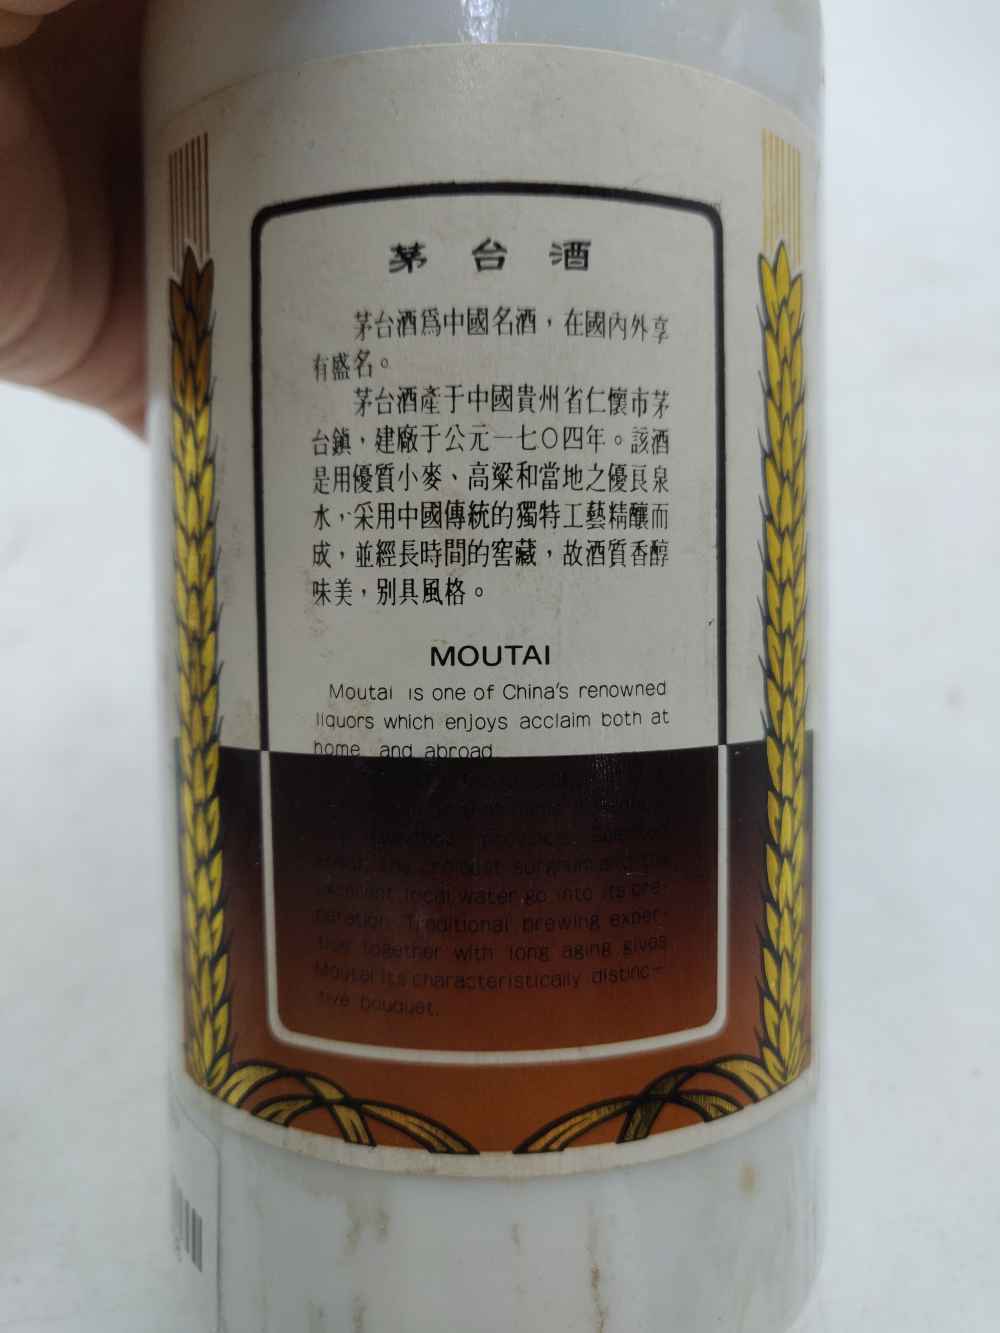 茅台酒
茅台酒爲中國名酒，在國內外享
有盛名。
茅台酒產于中國貴州省仁懷市茅
台鎮，建廠于公元一七〇四年。該酒
是用優質小麥、高粱和當地之優良泉
水，采用中國傳統的獨特工藝精釀而
成，並經長時間的窖藏，故酒質香醇
味美，别具風格。
MOUTAI
Moutai is one of China's renowned
liquors which enjoys acclaim both at
home and abroad
sorghum and the
excellent local water go into its pre-
paration. Traditional brewing exper-
tise together with long aging gives
Moutai its characteristically distinc-
tive bouquet.